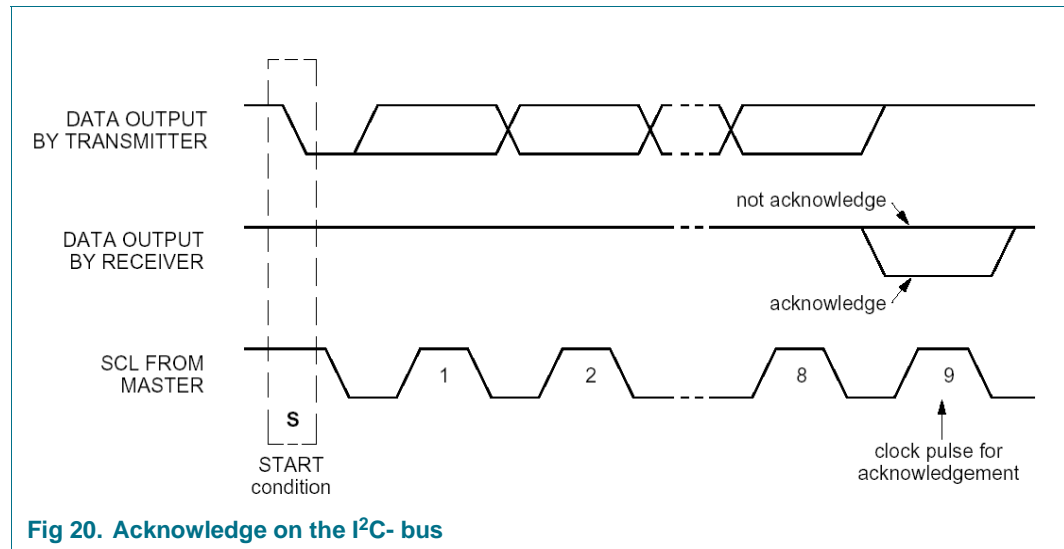 DATA OUTPUT
BY TRANSMITTER
not acknowledge
DATA OUTPUT
BY RECEIVER
acknowledge
SCL FROM
MASTER
1
2
8
9
S
START
condition
clock pulse for
acknowledgement
Fig 20. Acknowledge on the I²C- bus